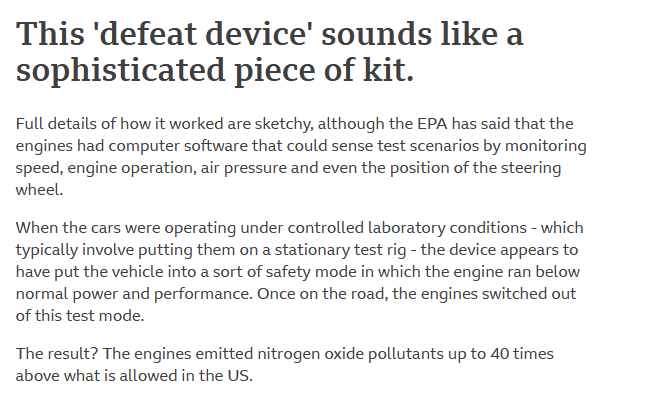 This 'defeat device' sounds like a
sophisticated piece of kit.
Full details of how it worked are sketchy, although the EPA has said that the
engines had computer software that could sense test scenarios by monitoring
speed, engine operation, air pressure and even the position of the steering
wheel.
When the cars were operating under controlled laboratory conditions - which
typically involve putting them on a stationary test rig - the device appears to
have put the vehicle into a sort of safety mode in which the engine ran below
normal power and performance. Once on the road, the engines switched out
of this test mode.
The result? The engines emitted nitrogen oxide pollutants up to 40 times
above what is allowed in the US.